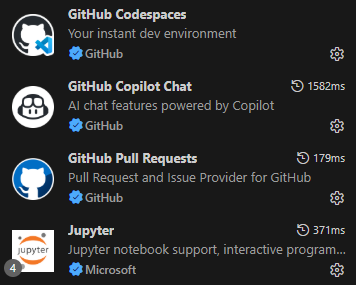 GitHub Codespaces
Your instant dev environment
GitHub
GitHub Copilot Chat 1582ms
AI chat features powered by Copilot
GitHub
GitHub Pull Requests 179ms
Pull Request and Issue Provider for GitHub
GitHub
Jupyter 371ms
jupyter
Jupyter notebook support, interactive program...
4
Microsoft